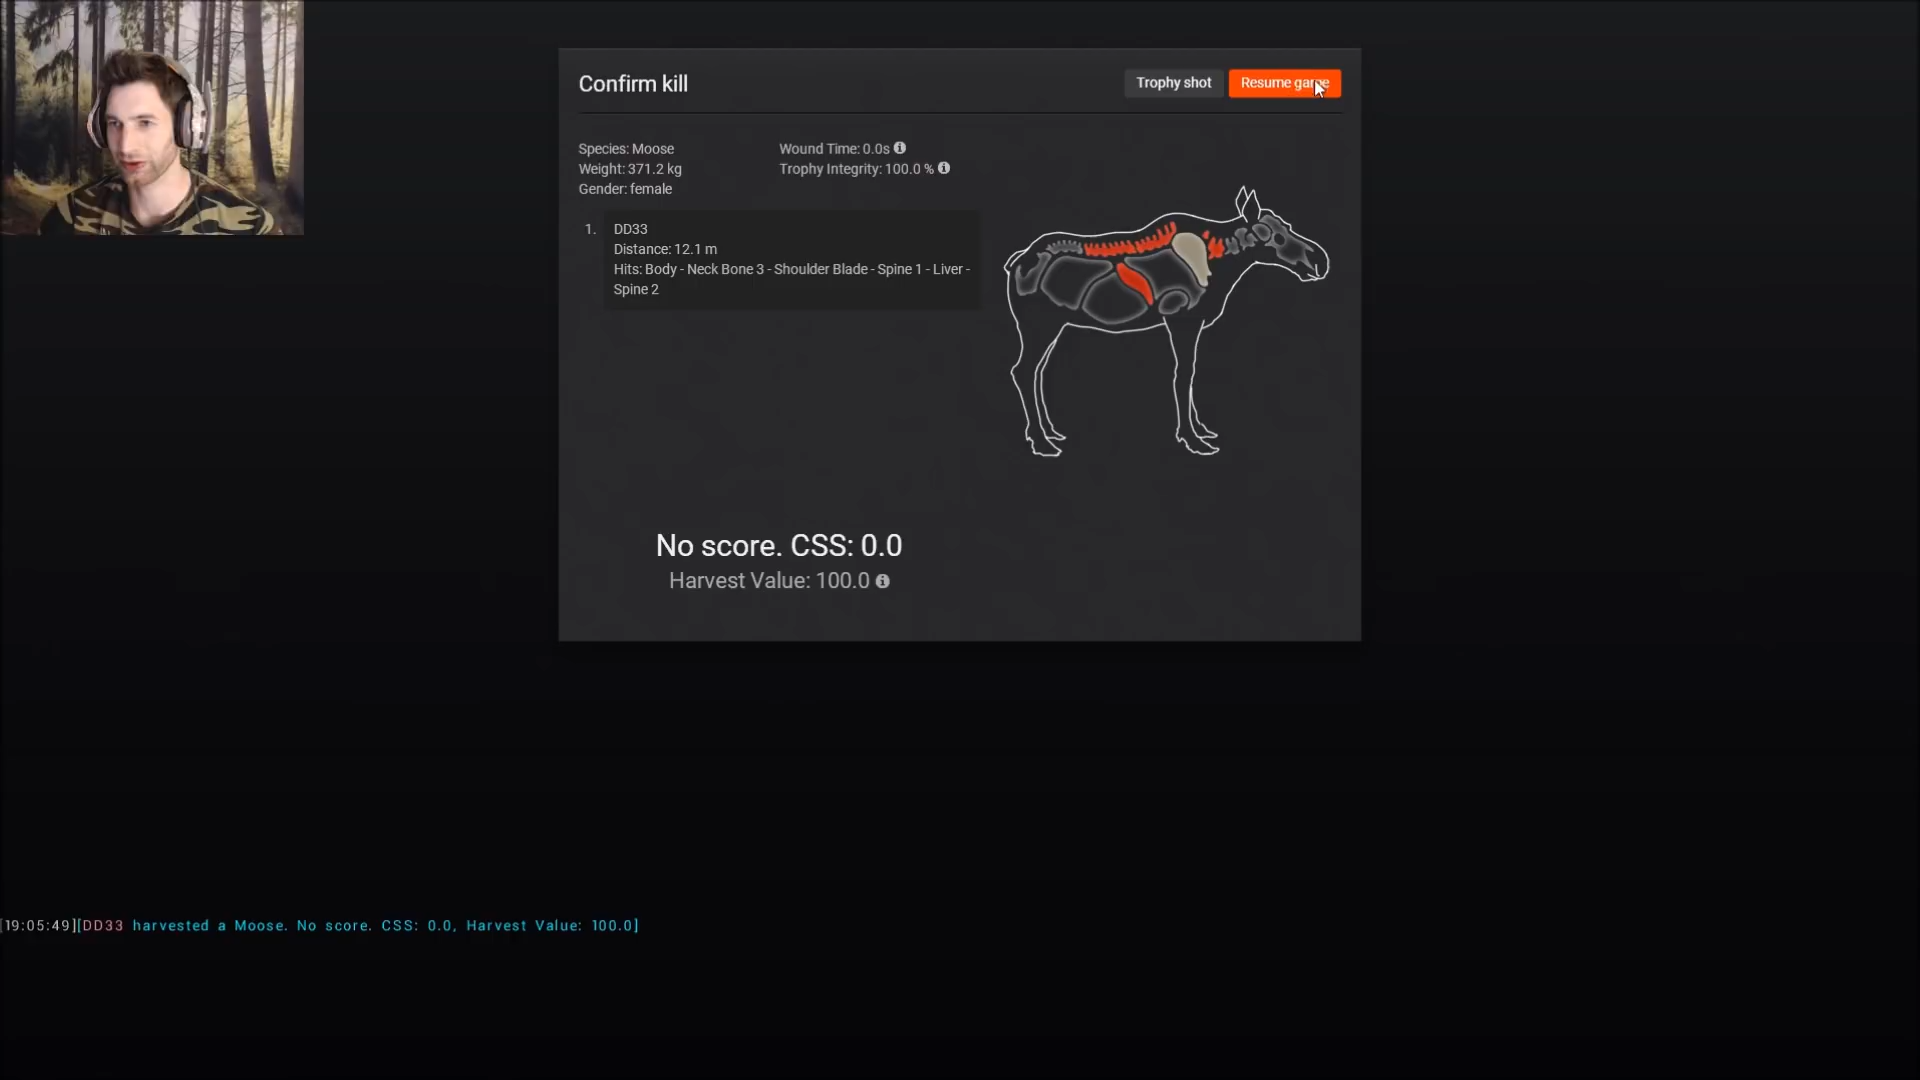 Confirm kill
Trophy shot
Resume game
Species: Moose
Weight: 371.2 kg
Gender: female
Wound Time: 0.0s
Trophy Integrity: 100.0 %
1.
DD33
Distance: 12.1 m
Hits: Body - Neck Bone 3 - Shoulder Blade - Spine 1 - Liver -
Spine 2
No score. CSS: 0.0
Harvest Value: 100.0
[19:05:49][DD33 harvested a Moose. No score. CSS: 0.0, Harvest Value: 100.0]